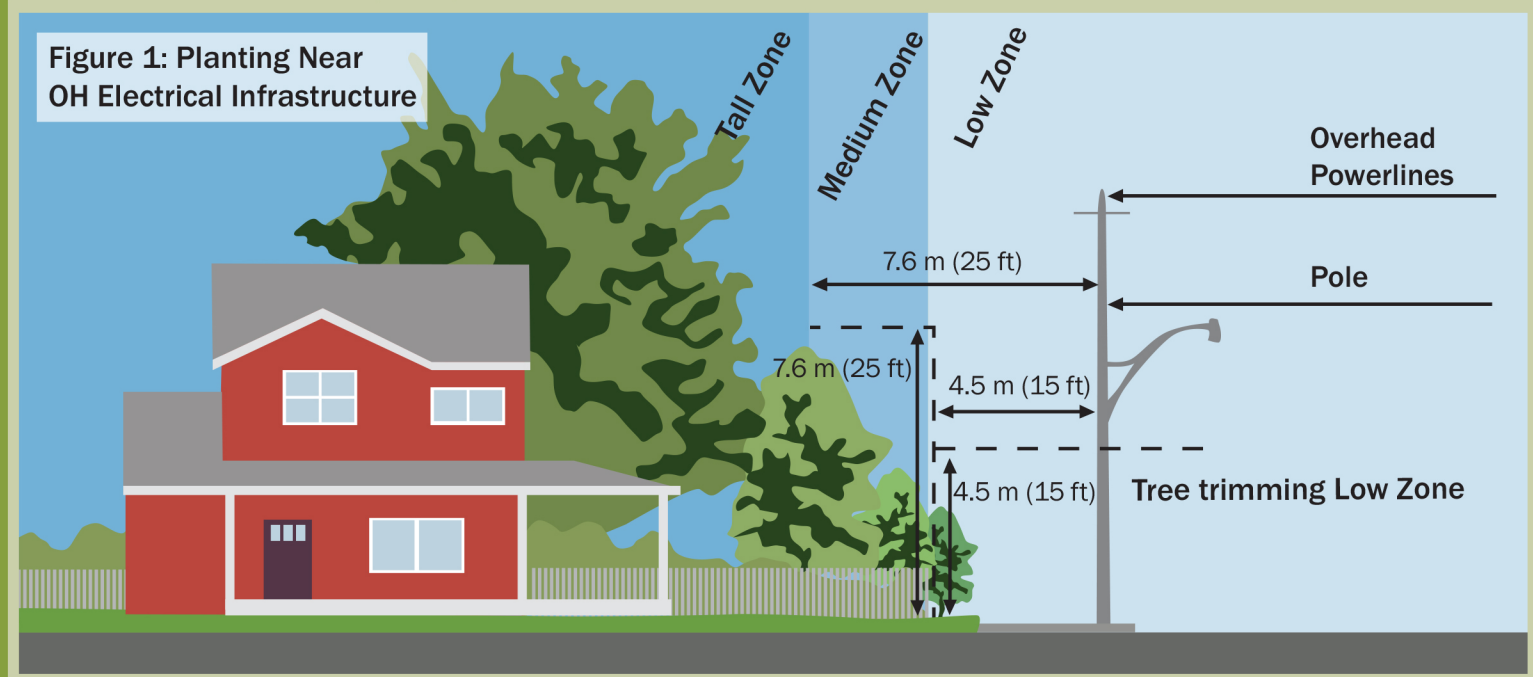 Figure 1: Planting Near
OH Electrical Infrastructure
Tall Zone
Medium Zone
Low Zone
Overhead
Powerlines
7.6 m (25 ft)
Pole
7.6 m (25 ft)
4.5 m (15 ft)
4.5 m (15 ft)
Tree trimming Low Zone